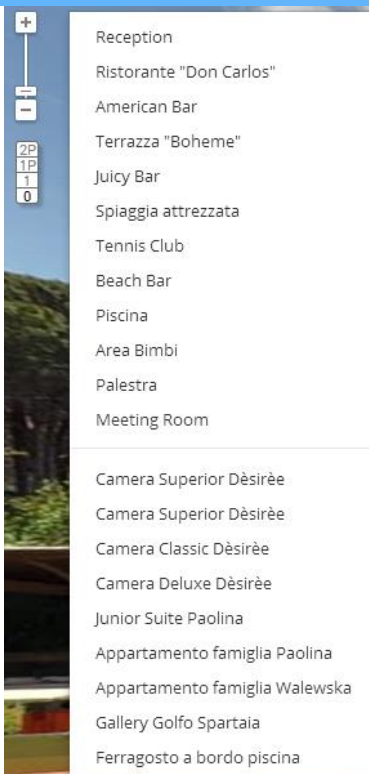 +
-
2P
1P
1
0
Reception
Ristorante "Don Carlos"
American Bar
Terrazza "Boheme"
Juicy Bar
Spiaggia attrezzata
Tennis Club
Beach Bar
Piscina
Area Bimbi
Palestra
Meeting Room
Camera Superior Dèsirèe
Camera Superior Dèsirèe
Camera Classic Dèsirèe
Camera Deluxe Dèsirèe
Junior Suite Paolina
Appartamento famiglia Paolina
Appartamento famiglia Walewska
Gallery Golfo Spartaia
Ferragosto a bordo piscina